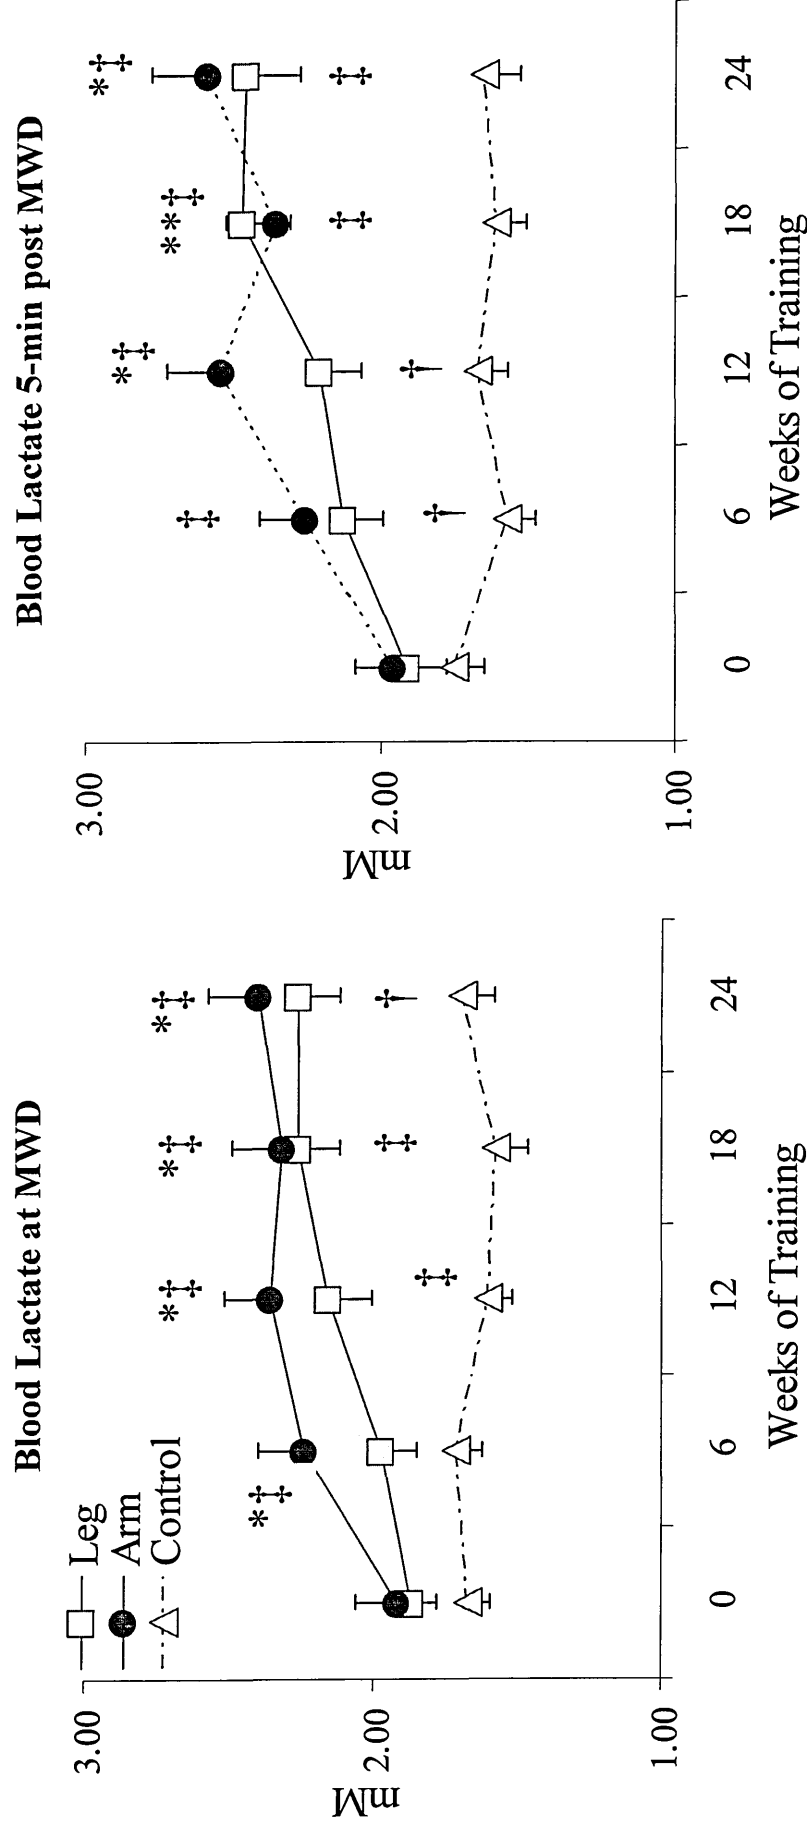 Blood Lactate at MWD
Leg
Arm
Control
3.00
2.00
1.00
mM
*‡
*‡
*‡
*‡
‡
‡
†
0 6 12 18 24
Weeks of Training
Blood Lactate 5-min post MWD
3.00
2.00
1.00
mM
‡
*‡
**‡
*‡
†
†
‡
‡
0 6 12 18 24
Weeks of Training